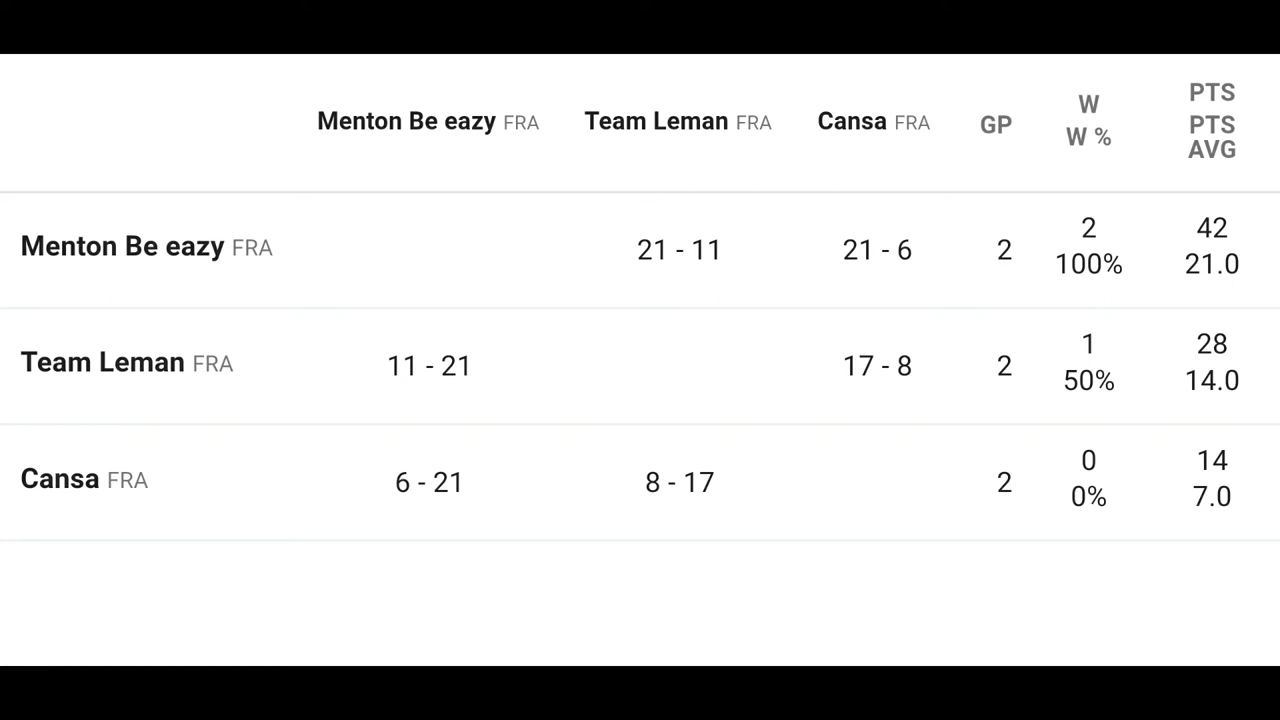 Menton Be eazy FRA Team Leman FRA Cansa FRA GP W W % PTS PTS AVG
Menton Be eazy FRA 21 - 11 21 - 6 2 2 100% 42 21.0
Team Leman FRA 11 - 21 17 - 8 2 1 50% 28 14.0
Cansa FRA 6 - 21 8 - 17 2 0 0% 14 7.0